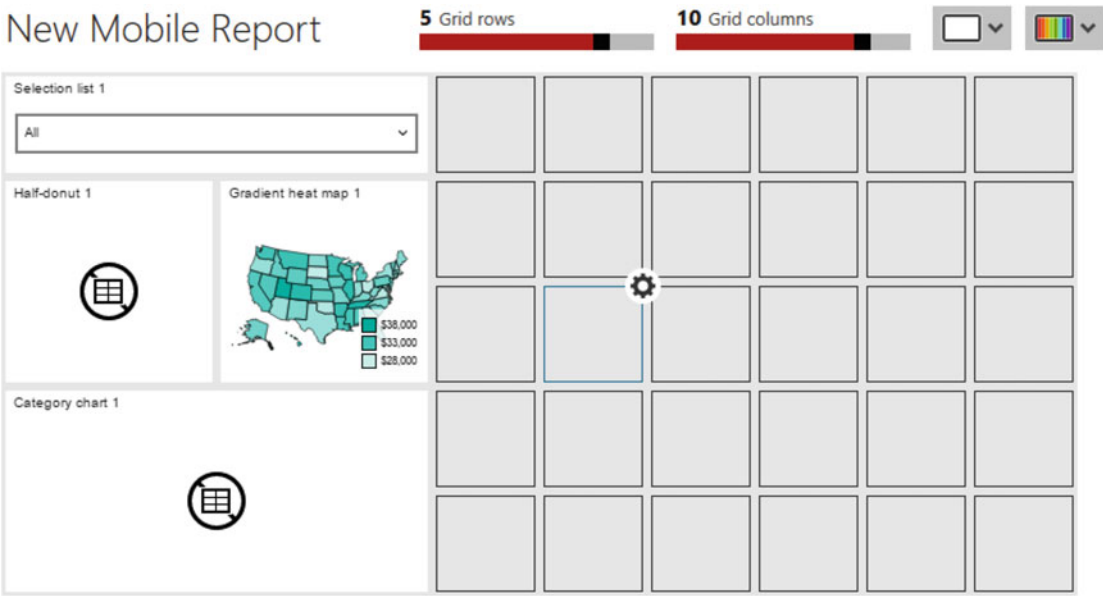 New Mobile Report
5 Grid rows
10 Grid columns
Selection list 1
All
Half-donut 1
Gradient heat map 1
$38,000
$33,000
$28,000
Category chart 1